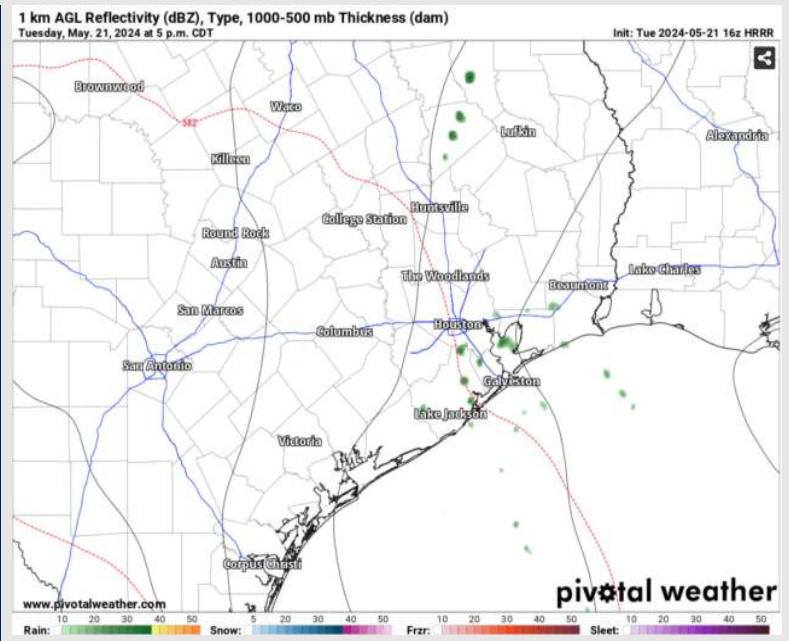 1 km AGL Reflectivity (dBZ), Type, 1000-500 mb Thickness (dam)
Tuesday, May. 21, 2024 at 5 p.m. CDT Init: Tue 2024-05-21 16z HRRR
Brownwood
Waco
582
Lufkin
Alexandria
Killeen
Huntsville
College Station
Round Rock
Austin
The Woodlands
Lake Charles
Beaumont
San Marcos
Columbus
Houston
San Antonio
Galveston
Lake Jackson
Victoria
Corpus Christi
pivotal weather
www.pivotalweather.com
Rain: 10 20 30 40 50 Snow: 5 20 30 40 50 Frzr: 10 20 30 40 50 Sleet: 10 20 30 40 50